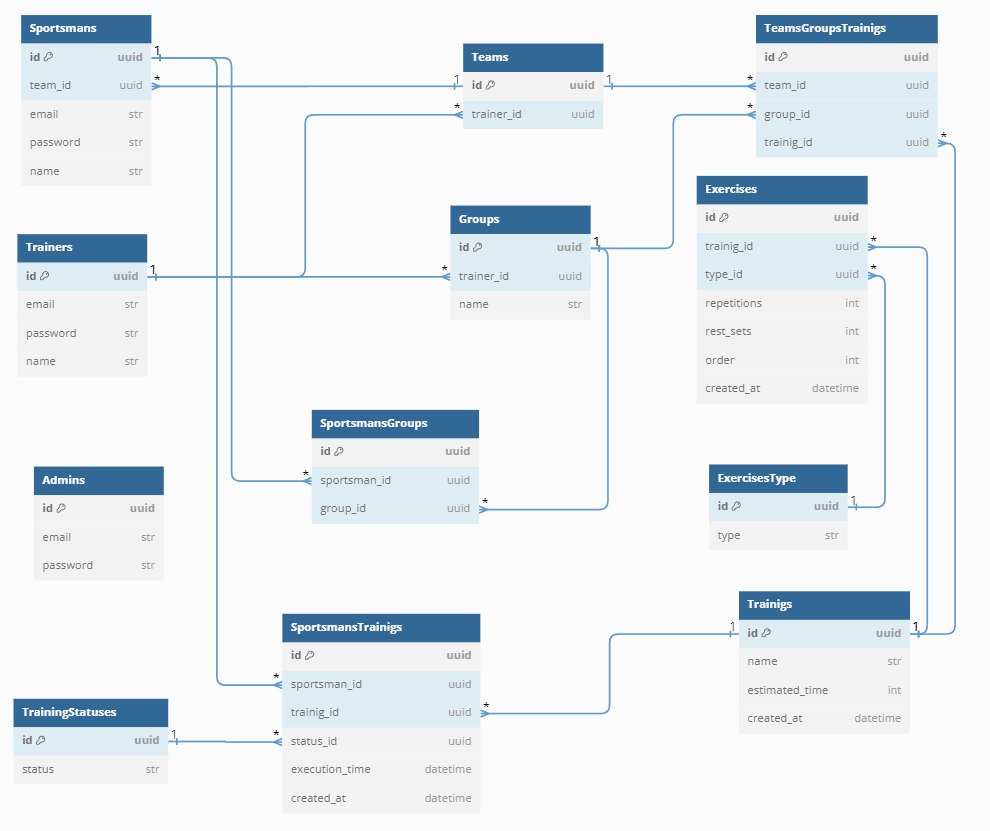 Sportsmans
id uuid
team_id uuid
email str
password str
name str
1
*
Teams
id uuid
trainer_id uuid
1
1
*
TeamsGroupsTrainigs
id uuid
team_id uuid
group_id uuid
trainig_id uuid
*
*
*
Trainers
id uuid
email str
password str
name str
1
Groups
id uuid
trainer_id uuid
name str
1
*
Exercises
id uuid
trainig_id uuid
type_id uuid
repetitions int
rest_sets int
order int
created_at datetime
*
*
SportsmansGroups
id uuid
sportsman_id uuid
group_id uuid
*
*
Admins
id uuid
email str
password str
ExercisesType
id uuid
type str
1
SportsmansTrainigs
id uuid
sportsman_id uuid
trainig_id uuid
status_id uuid
execution_time datetime
created_at datetime
*
*
*
Trainigs
id uuid
name str
estimated_time int
created_at datetime
1
1
TrainingStatuses
id uuid
status str
1